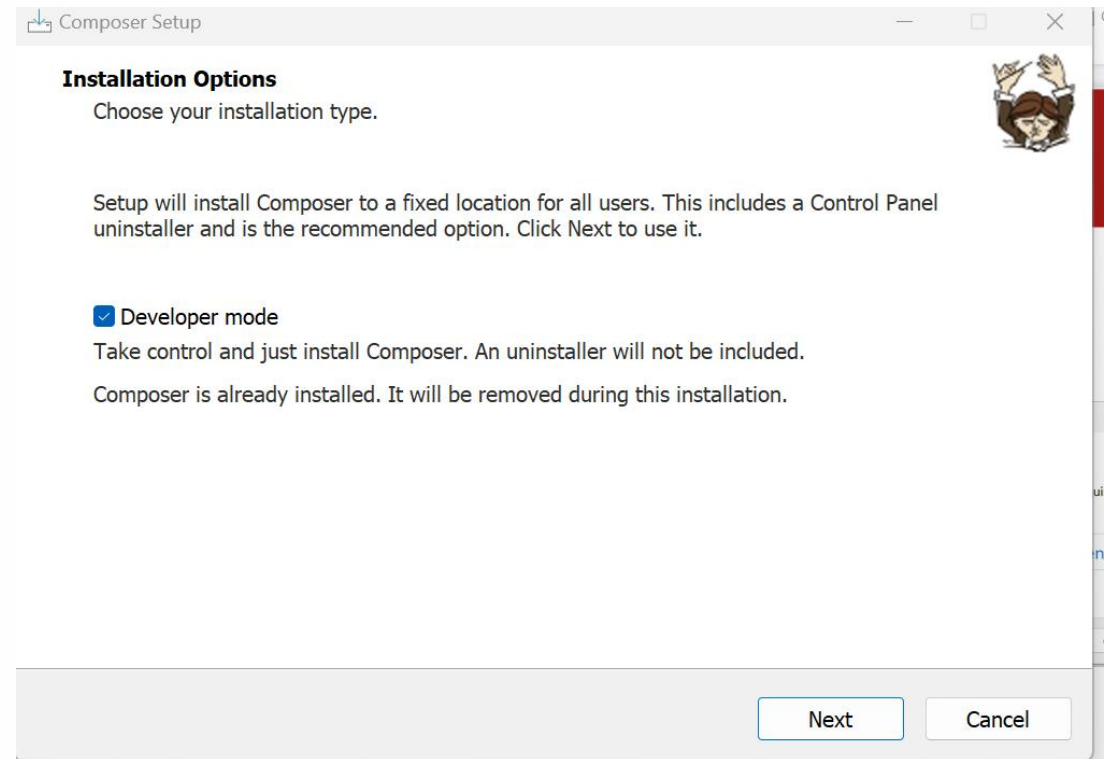 Composer Setup
Installation Options
Choose your installation type.
Setup will install Composer to a fixed location for all users. This includes a Control Panel
uninstaller and is the recommended option. Click Next to use it.
Developer mode
Take control and just install Composer. An uninstaller will not be included.
Composer is already installed. It will be removed during this installation.
Next
Cancel